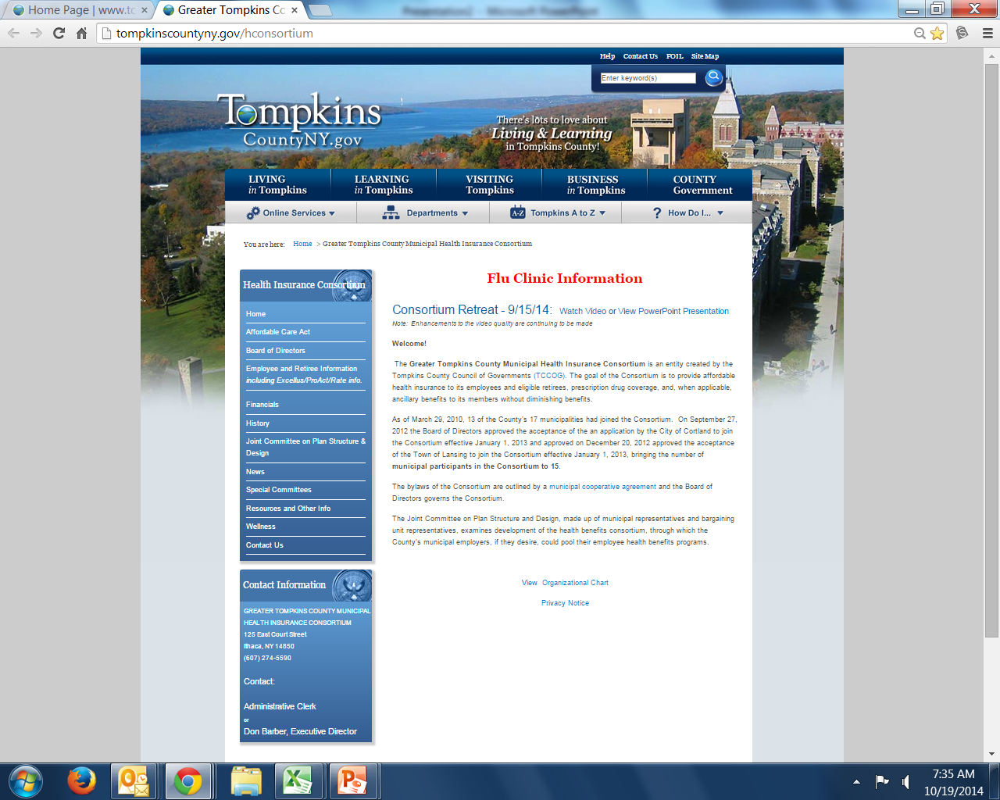 Home Page | www.t
Greater Tompkins Co
Presentation2 - Microsoft PowerPoint
tompkinscountyny.gov/hconsortium
Help Contact Us FOIL Site Map
Enter keyword(s)
Tompkins
CountyNY.gov
There's lots to love about
Living & Learning
in Tompkins County!
LIVING
in Tompkins
LEARNING
in Tompkins
VISITING
Tompkins
BUSINESS
in Tompkins
COUNTY
Government
Online Services
Departments
A-Z Tompkins A to Z
? How Do I...
You are here: Home > Greater Tompkins County Municipal Health Insurance Consortium
Health Insurance Consortium
Home
Affordable Care Act
Board of Directors
Employee and Retiree Information
including Excellus/ProAct/Rate info.
Financials
History
Joint Committee on Plan Structure &
Design
News
Special Committees
Resources and Other Info
Wellness
Contact Us
Contact Information
GREATER TOMPKINS COUNTY MUNICIPAL
HEALTH INSURANCE CONSORTIUM
125 East Court Street
Ithaca, NY 14850
(607) 274-5590
Contact:
Administrative Clerk
or
Don Barber, Executive Director
Flu Clinic Information
Consortium Retreat - 9/15/14: Watch Video or View PowerPoint Presentation
Note: Enhancements to the video quality are continuing to be made
Welcome!
The Greater Tompkins County Municipal Health Insurance Consortium is an entity created by the
Tompkins County Council of Governments (TCCOG). The goal of the Consortium is to provide affordable
health insurance to its employees and eligible retirees, prescription drug coverage, and, when applicable,
ancillary benefits to its members without diminishing benefits.
As of March 29, 2010, 13 of the County's 17 municipalities had joined the Consortium. On September 27,
2012 the Board of Directors approved the acceptance of the an application by the City of Cortland to join
the Consortium effective January 1, 2013 and approved on December 20, 2012 approved the acceptance
of the Town of Lansing to join the Consortium effective January 1, 2013, bringing the number of
municipal participants in the Consortium to 15.
The bylaws of the Consortium are outlined by a municipal cooperative agreement and the Board of
Directors governs the Consortium.
The Joint Committee on Plan Structure and Design, made up of municipal representatives and bargaining
unit representatives, examines development of the health benefits consortium, through which the
County's municipal employers, if they desire, could pool their employee health benefits programs.
View Organizational Chart
Privacy Notice
7:35 AM
10/19/2014